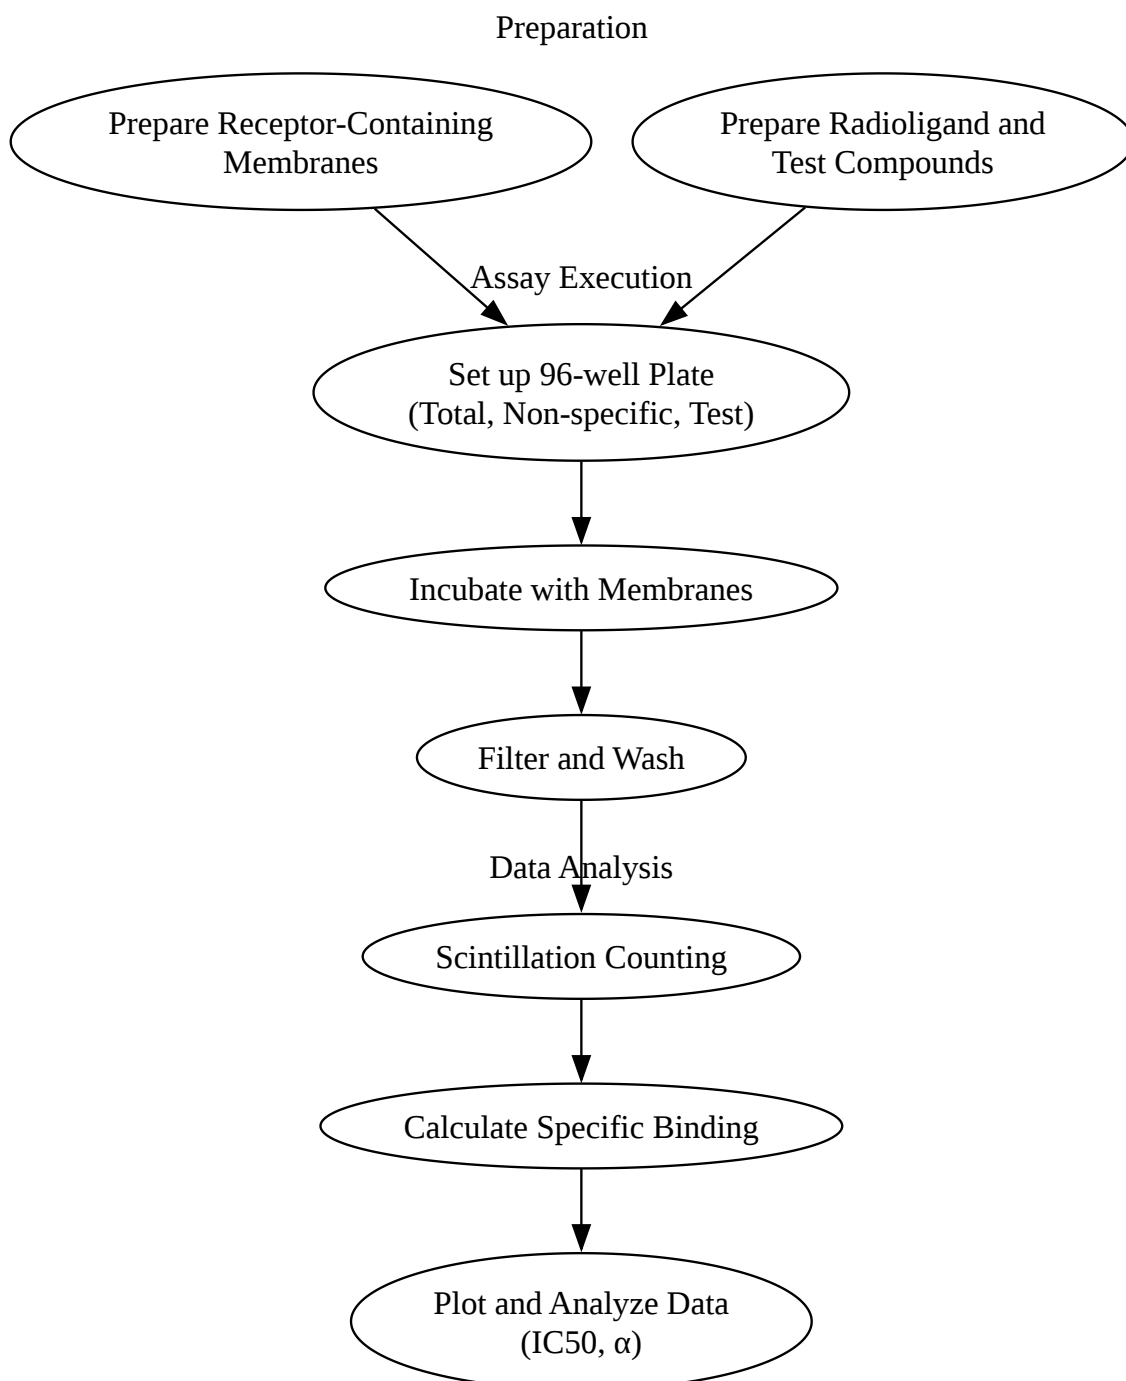 Preparation
Prepare Receptor-Containing
Membranes
Prepare Radioligand and
Test Compounds
Assay Execution
Set up 96-well Plate
(Total, Non-specific, Test)
Incubate with Membranes
Filter and Wash
Data Analysis
Scintillation Counting
Calculate Specific Binding
Plot and Analyze Data
(IC50, α)